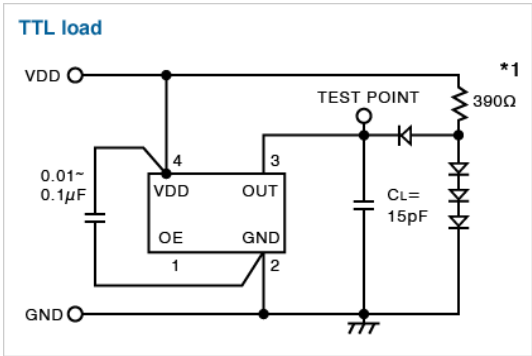 TTL load
VDD
*1
TEST POINT
390Ω
4
3
0.01~
0.1μF
VDD
OUT
CL=
15pF
OE
GND
1
2
GND